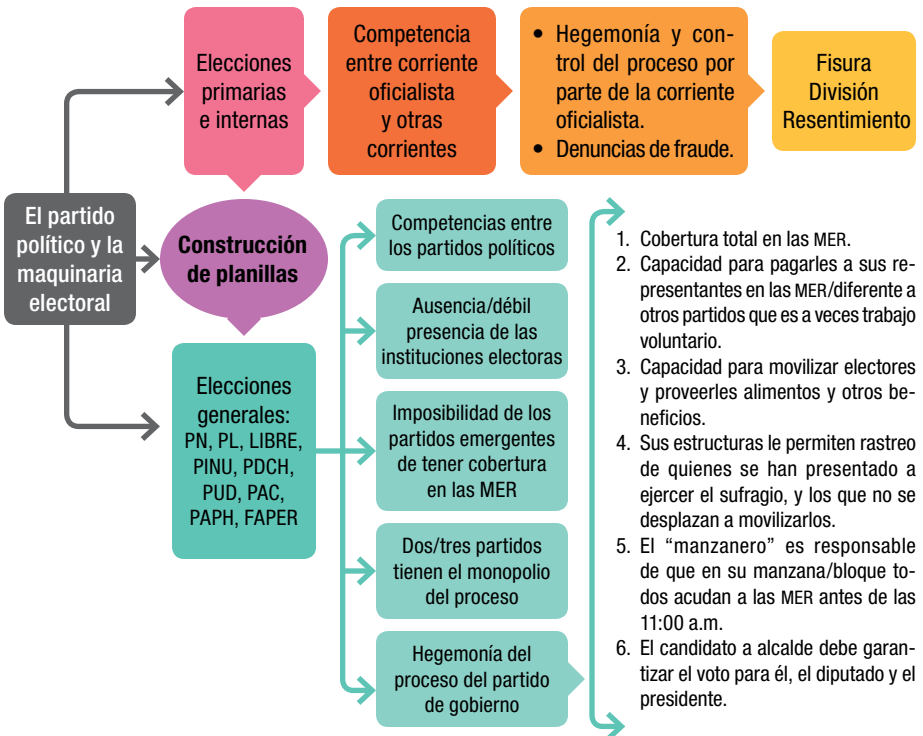 El partido
político y la
maquinaria
electoral
Elecciones
primarias
e internas
Competencia
entre corriente
oficialista
y otras
corrientes
• Hegemonía y con-
trol del proceso por
parte de la corriente
oficialista.
• Denuncias de fraude.
Fisura
División
Resentimiento
Construcción
de planillas
Elecciones
generales:
PN, PL, LIBRE,
PINU, PDCH,
PUD, PAC,
PAPH, FAPER
Competencias entre
los partidos políticos
Ausencia/débil
presencia de las
instituciones electoras
Imposibilidad de los
partidos emergentes
de tener cobertura
en las MER
Dos/tres partidos
tienen el monopolio
del proceso
Hegemonía del
proceso del partido
de gobierno
1. Cobertura total en las MER.
2. Capacidad para pagarles a sus re-
presentantes en las MER/diferente a
otros partidos que es a veces trabajo
voluntario.
3. Capacidad para movilizar electores
y proveerles alimentos y otros be-
neficios.
4. Sus estructuras le permiten rastreo
de quienes se han presentado a
ejercer el sufragio, y los que no se
desplazan a movilizarlos.
5. El “manzanero” es responsable
de que en su manzana/bloque to-
dos acudan a las MER antes de las
11:00 a.m.
6. El candidato a alcalde debe garan-
tizar el voto para él, el diputado y el
presidente.